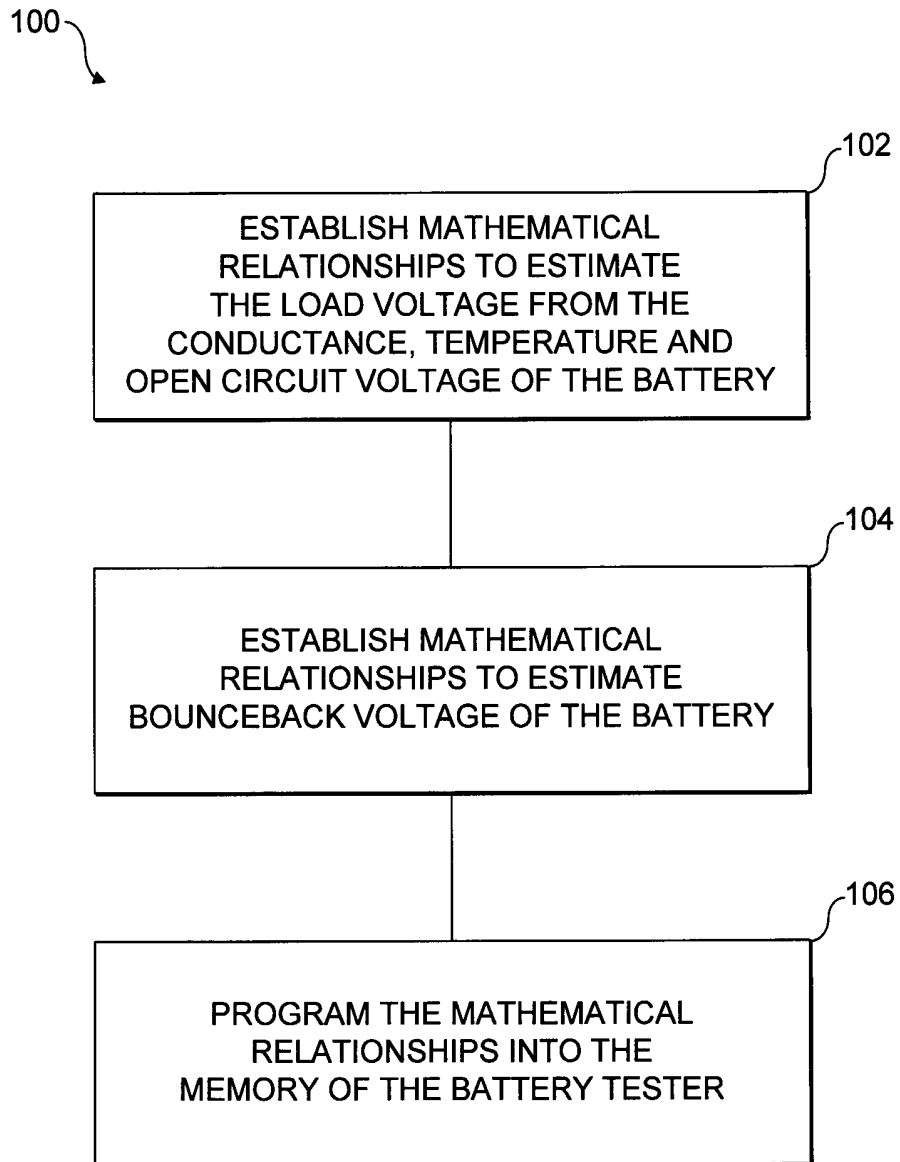 100
102
ESTABLISH MATHEMATICAL
RELATIONSHIPS TO ESTIMATE
THE LOAD VOLTAGE FROM THE
CONDUCTANCE, TEMPERATURE AND
OPEN CIRCUIT VOLTAGE OF THE BATTERY
104
ESTABLISH MATHEMATICAL
RELATIONSHIPS TO ESTIMATE
BOUNCEBACK VOLTAGE OF THE BATTERY
106
PROGRAM THE MATHEMATICAL
RELATIONSHIPS INTO THE
MEMORY OF THE BATTERY TESTER